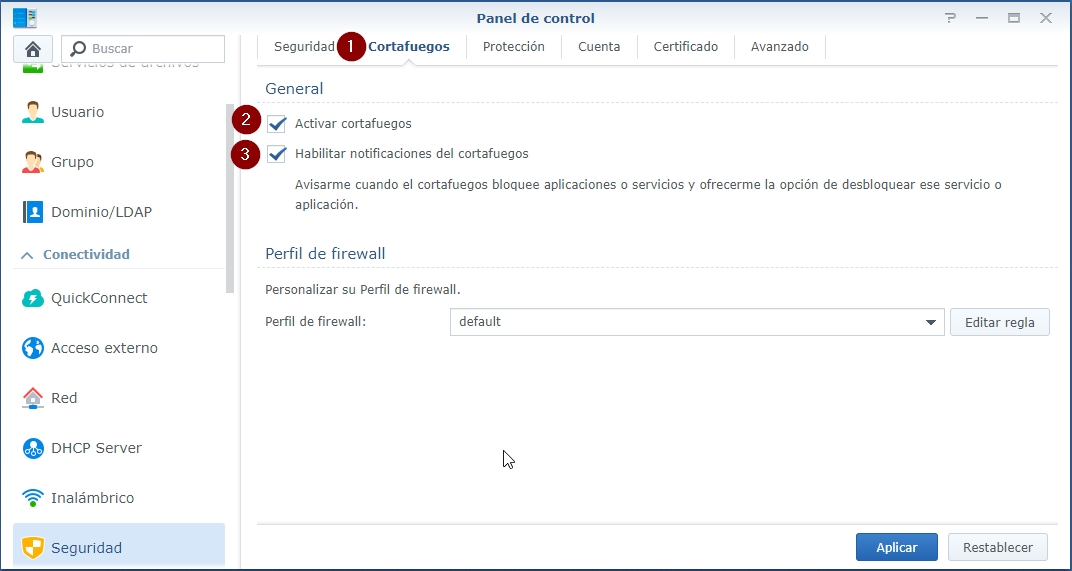 Panel de control
Buscar
Servicios de archivos
Usuario
Grupo
Dominio/LDAP
Conectividad
QuickConnect
Acceso externo
Red
DHCP Server
Inalámbrico
Seguridad
Seguridad 1 Cortafuegos Protección Cuenta Certificado Avanzado
General
2 Activar cortafuegos
3 Habilitar notificaciones del cortafuegos
Avisarme cuando el cortafuegos bloquee aplicaciones o servicios y ofrecerme la opción de desbloquear ese servicio o
aplicación.
Perfil de firewall
Personalizar su Perfil de firewall.
Perfil de firewall: default Editar regla
Aplicar Restablecer